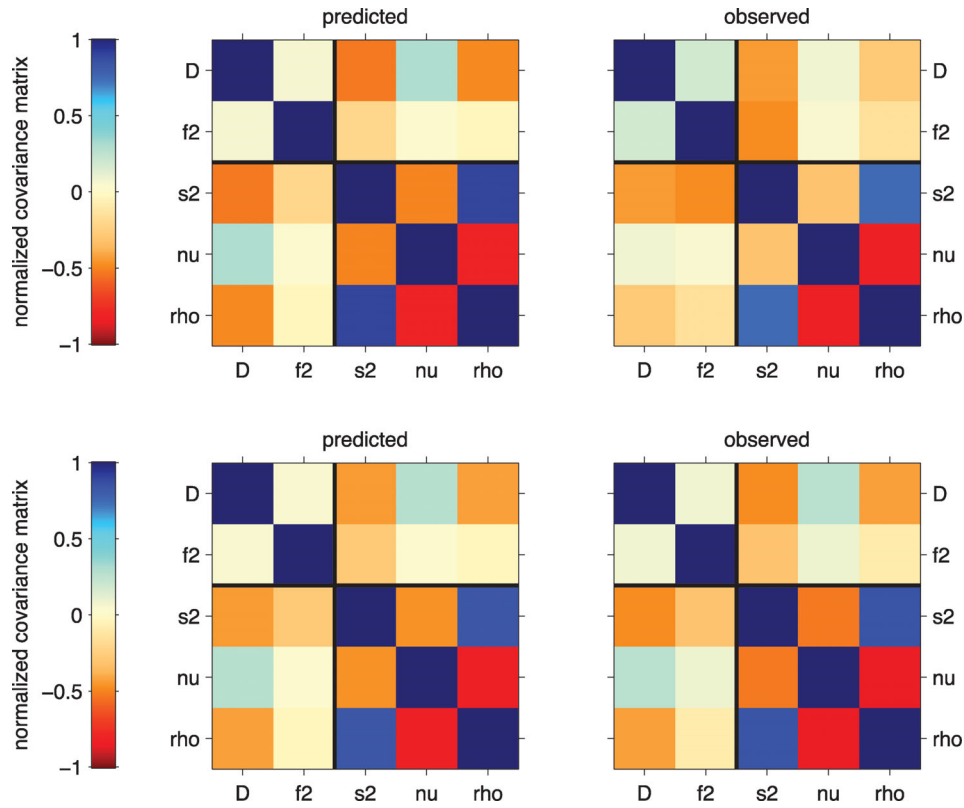 predicted
observed
normalized covariance matrix
1
0.5
0
−0.5
−1
D
f2
s2
nu
rho
D
f2
s2
nu
rho
D f2 s2 nu rho
D f2 s2 nu rho
predicted
observed
normalized covariance matrix
1
0.5
0
−0.5
−1
D
f2
s2
nu
rho
D
f2
s2
nu
rho
D f2 s2 nu rho
D f2 s2 nu rho